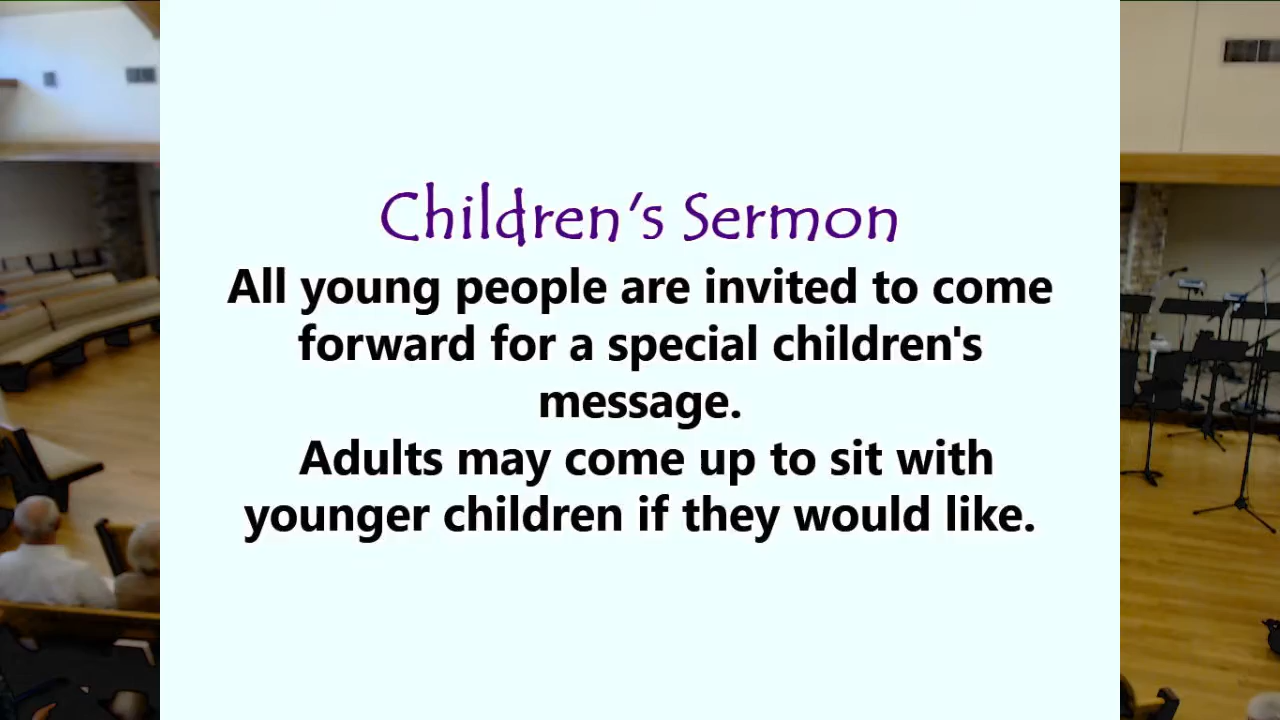 Children's Sermon
All young people are invited to come
forward for a special children's
message.
Adults may come up to sit with
younger children if they would like.